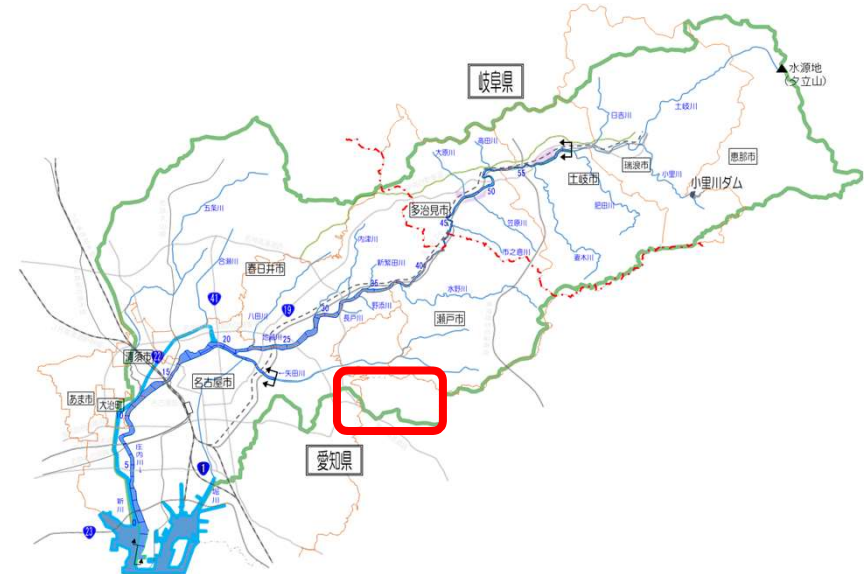 岐阜県
水源地
(夕立山)
日吉川
土岐川
高田川
大原川
瑞浪市
恵那市
土岐市
小里川
小里川ダム
55
50
多治見市
45
肥田川
笠原川
五条川
内津川
市之倉川
妻木川
新繁田川
40
春日井市
35
水野川
41
19
30
野添川
八田川
長戸川
瀬戸市
地蔵川
25
20
22
清須市
15
名古屋市
矢田川
あま市
大治町
愛知県
庄内川
5
1
新川
堀川
23